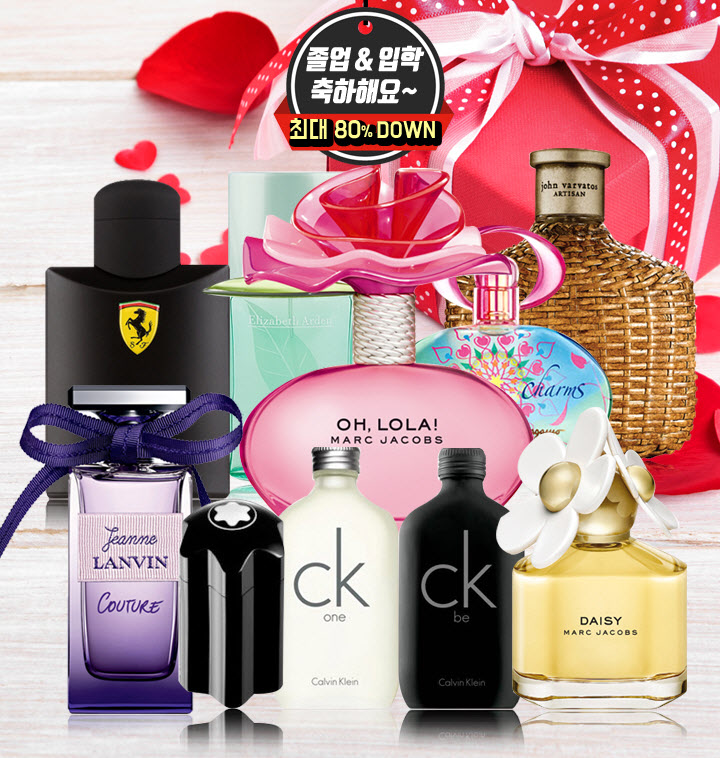 졸업 & 입학
축하해요~
최대 80% DOWN
john varvatos
ARTISAN
S F
Elizabeth Arden
charms
OH, LOLA!
MARC JACOBS
Jeanne
LANVIN
COUTURE
ck
one
Calvin Klein
ck
be
Calvin Klein
DAISY
MARC JACOBS